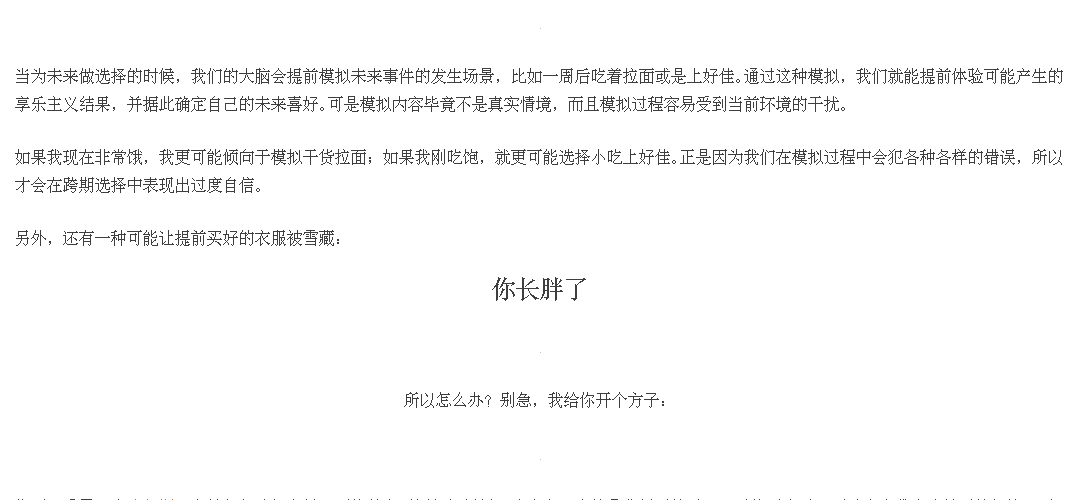 当为未来做选择的时候，我们的大脑会提前模拟未来事件的发生场景，比如一周后吃着拉面或是上好佳。通过这种模拟，我们就能提前体验可能产生的
享乐主义结果，并据此确定自己的未来喜好。可是模拟内容毕竟不是真实情境，而且模拟过程容易受到当前环境的干扰。
如果我现在非常饿，我更可能倾向于模拟干货拉面；如果我刚吃饱，就更可能选择小吃上好佳。正是因为我们在模拟过程中会犯各种各样的错误，所以
才会在跨期选择中表现出过度自信。
另外，还有一种可能让提前买好的衣服被雪藏：
你长胖了
所以怎么办？别急，我给你开个方子：